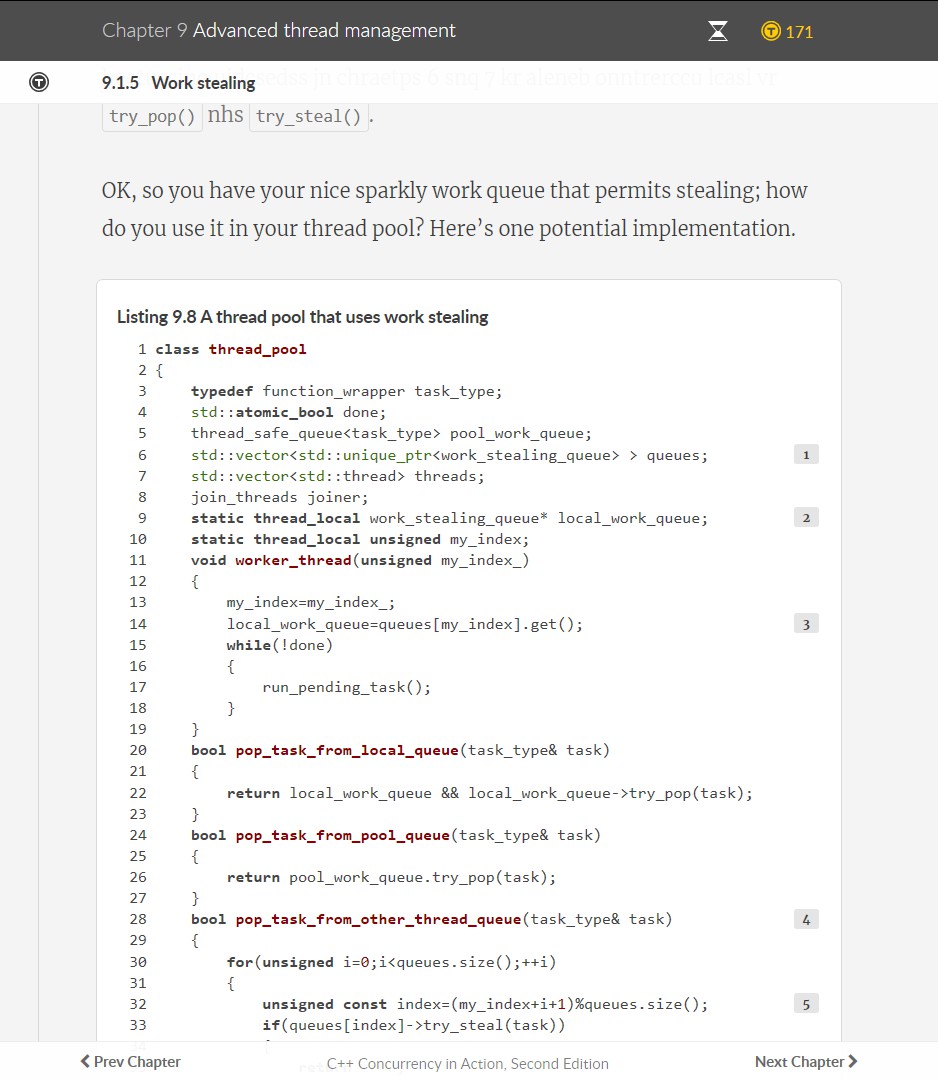 Chapter 9 Advanced thread management
171
9.1.5 Work stealing
try_pop() nhs try_steal().
OK, so you have your nice sparkly work queue that permits stealing; how
do you use it in your thread pool? Here’s one potential implementation.
Listing 9.8 A thread pool that uses work stealing
1 class thread_pool
2 {
3     typedef function_wrapper task_type;
4     std::atomic_bool done;
5     thread_safe_queue<task_type> pool_work_queue;
6     std::vector<std::unique_ptr<work_stealing_queue> > queues; 1
7     std::vector<std::thread> threads;
8     join_threads joiner;
9     static thread_local work_stealing_queue* local_work_queue; 2
10     static thread_local unsigned my_index;
11     void worker_thread(unsigned my_index_)
12     {
13         my_index=my_index_;
14         local_work_queue=queues[my_index].get(); 3
15         while(!done)
16         {
17             run_pending_task();
18         }
19     }
20     bool pop_task_from_local_queue(task_type& task)
21     {
22         return local_work_queue && local_work_queue->try_pop(task);
23     }
24     bool pop_task_from_pool_queue(task_type& task)
25     {
26         return pool_work_queue.try_pop(task);
27     }
28     bool pop_task_from_other_thread_queue(task_type& task) 4
29     {
30         for(unsigned i=0;i<queues.size();++i)
31         {
32             unsigned const index=(my_index+i+1)%queues.size(); 5
33             if(queues[index]->try_steal(task))
Prev Chapter
C++ Concurrency in Action, Second Edition
Next Chapter